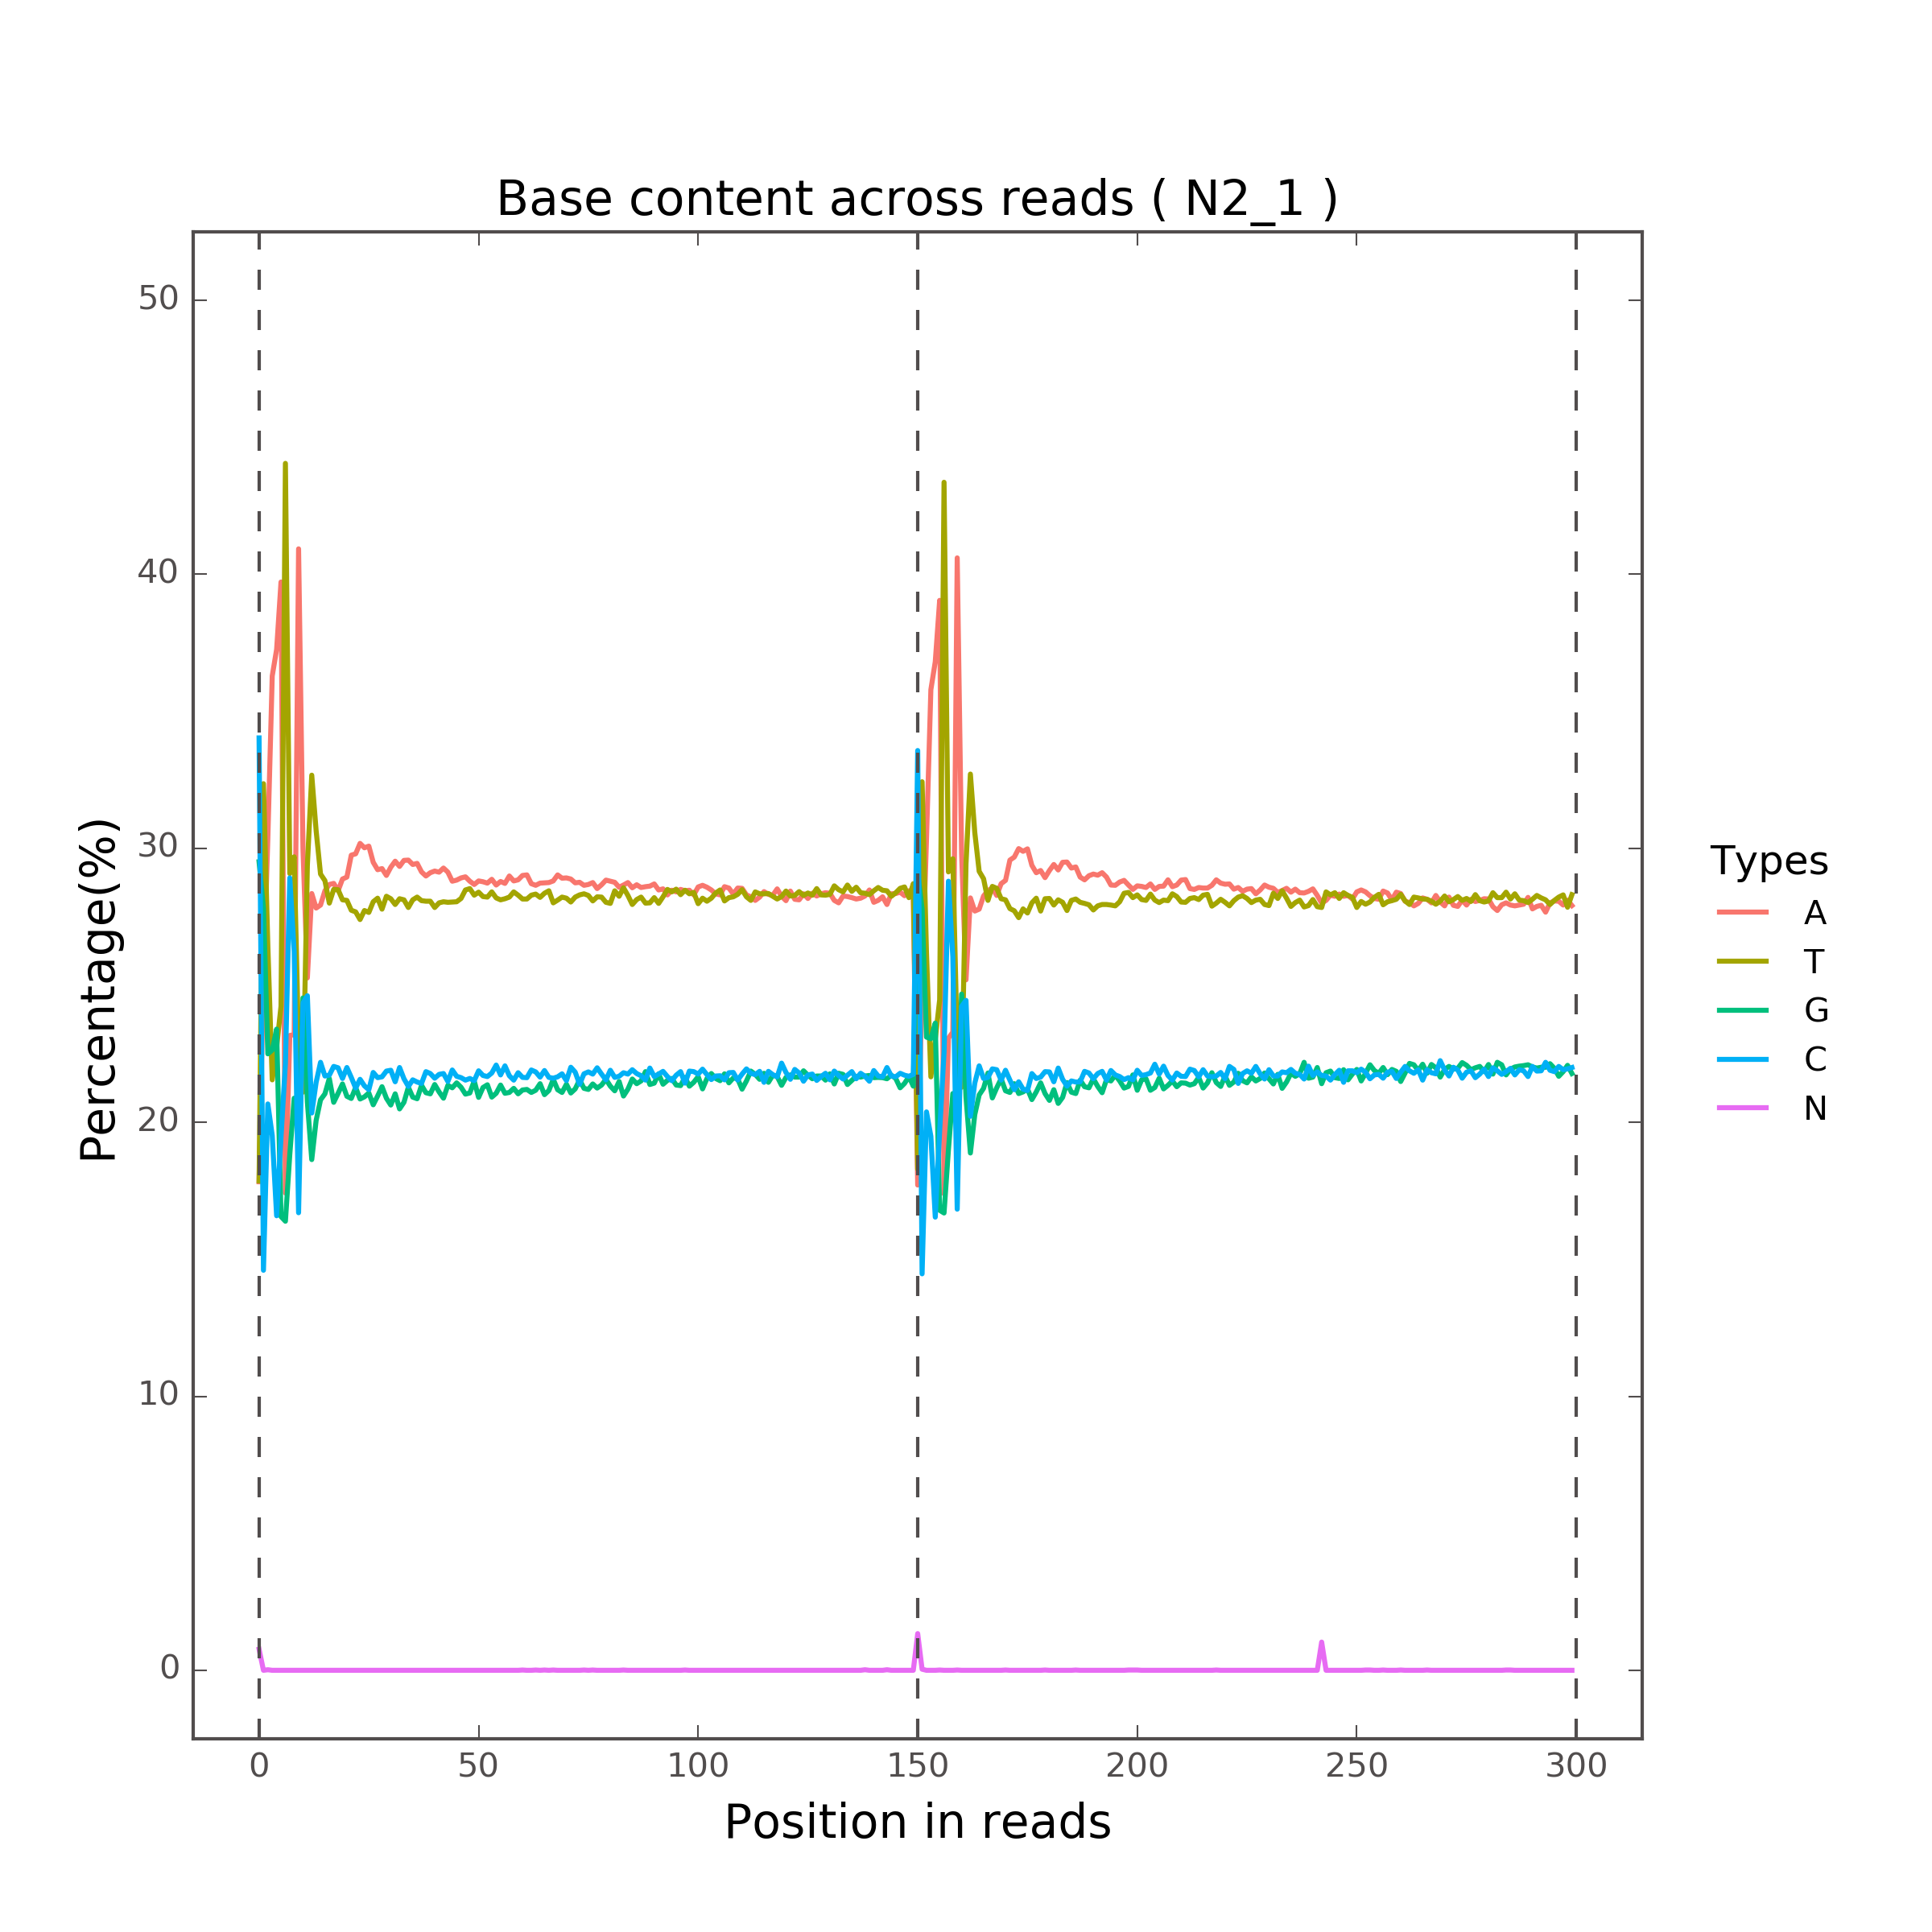 Base content across reads ( N2_1 )
50
40
30
20
10
0
Percentage(%)
0 50 100 150 200 250 300
Position in reads
Types
A
T
G
C
N